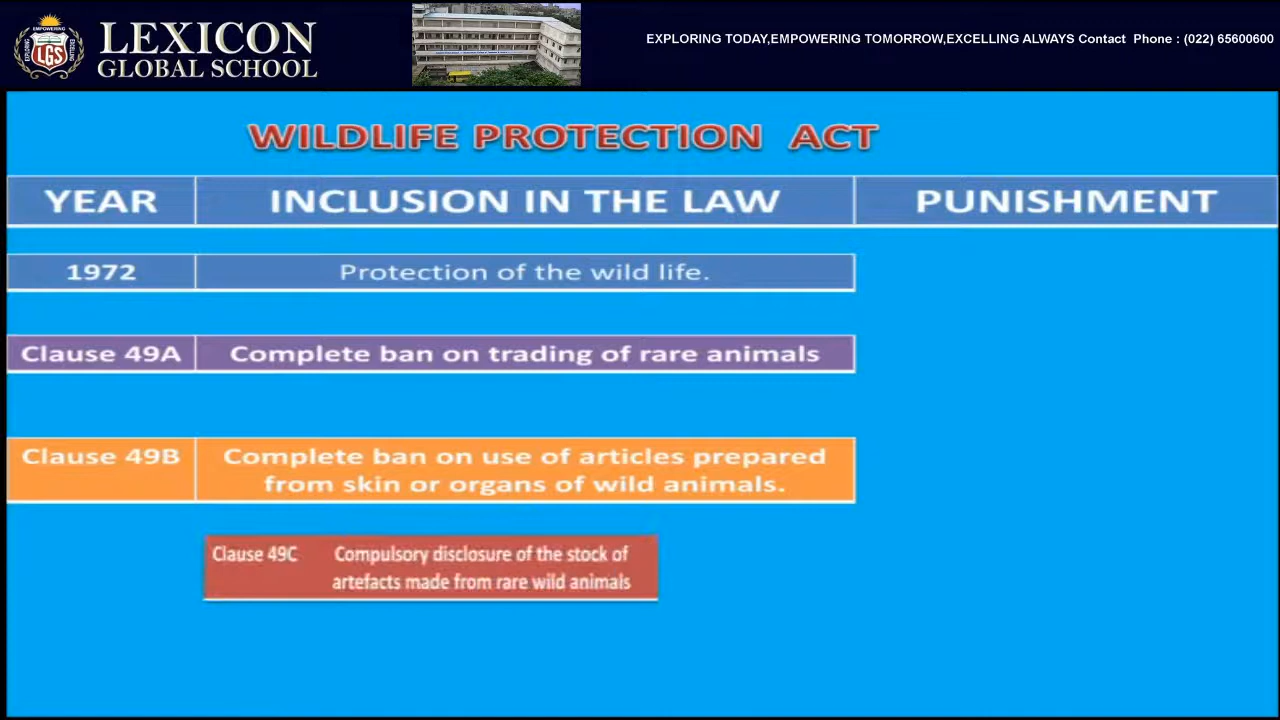 EMPOWERING
LGS
LEXICON
GLOBAL SCHOOL
EXPLORING TODAY,EMPOWERING TOMORROW,EXCELLING ALWAYS Contact Phone : (022) 65600600
WILDLIFE PROTECTION ACT
YEAR INCLUSION IN THE LAW PUNISHMENT
1972 Protection of the wild life.
Clause 49A Complete ban on trading of rare animals
Clause 49B Complete ban on use of articles prepared
from skin or organs of wild animals.
Clause 49C Compulsory disclosure of the stock of
artefacts made from rare wild animals